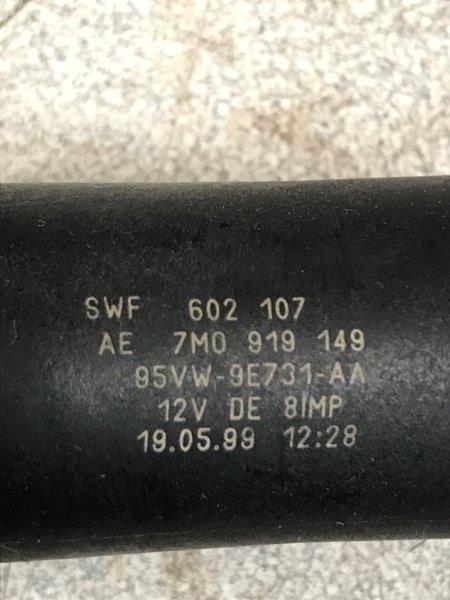 SWF 602 107
AE 7M0 919 149
95VW-9E731-AA
12V DE 8IMP
19.05.99 12:28